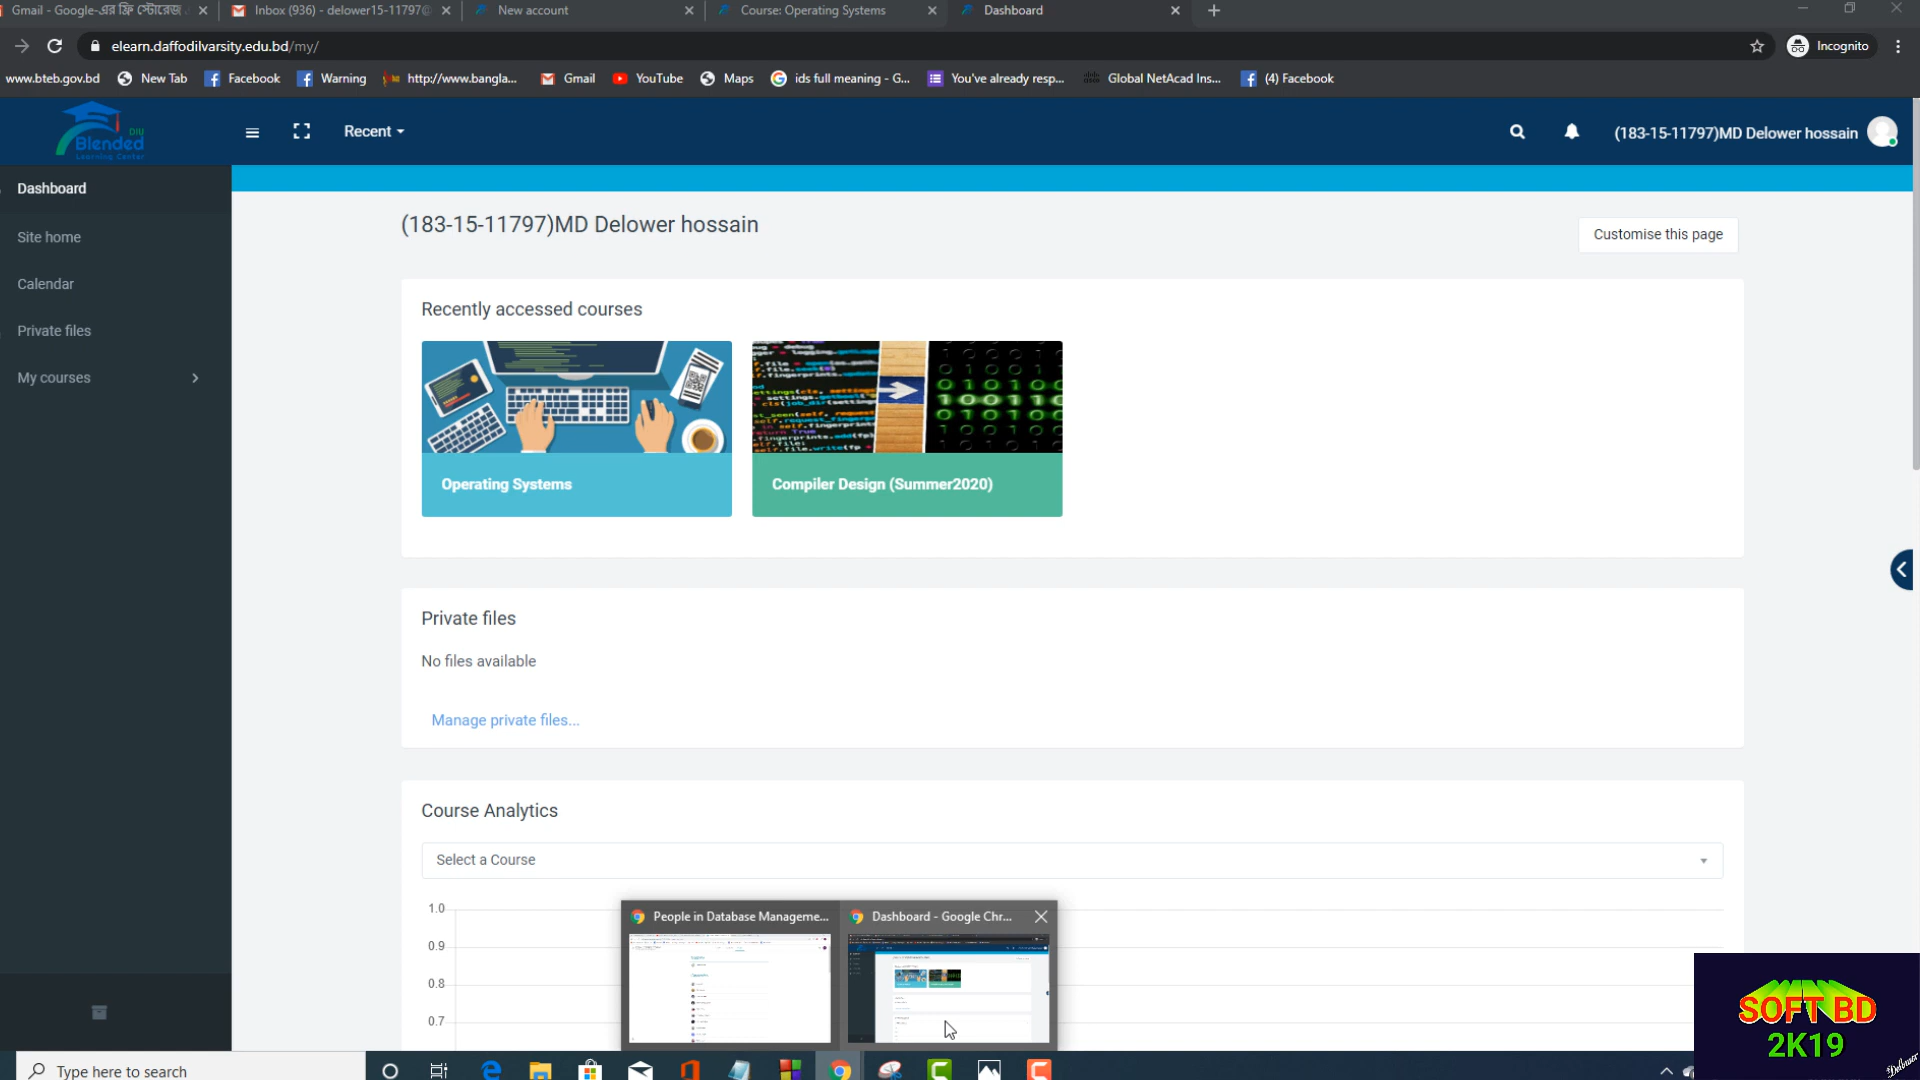 Gmail - Google-এর ফ্রি স্টোরেজ
Inbox (936) - delower15-11797@
New account
Course: Operating Systems
Dashboard
elearn.daffodilvarsity.edu.bd/my/
Incognito
www.bteb.gov.bd
New Tab
Facebook
Warning
http://www.bangla...
Gmail
YouTube
Maps
ids full meaning - G...
You've already resp...
Global NetAcad Ins...
(4) Facebook
DIU
Blended
Learning Center
Recent
(183-15-11797)MD Delower hossain
Dashboard
Site home
Calendar
Private files
My courses
(183-15-11797)MD Delower hossain
Customise this page
Recently accessed courses
Operating Systems
Compiler Design (Summer2020)
Private files
No files available
Manage private files...
Course Analytics
Select a Course
1.0
0.9
0.8
0.7
People in Database Manageme...
Dashboard - Google Chr...
SOFT BD
2K19
Delower
Type here to search